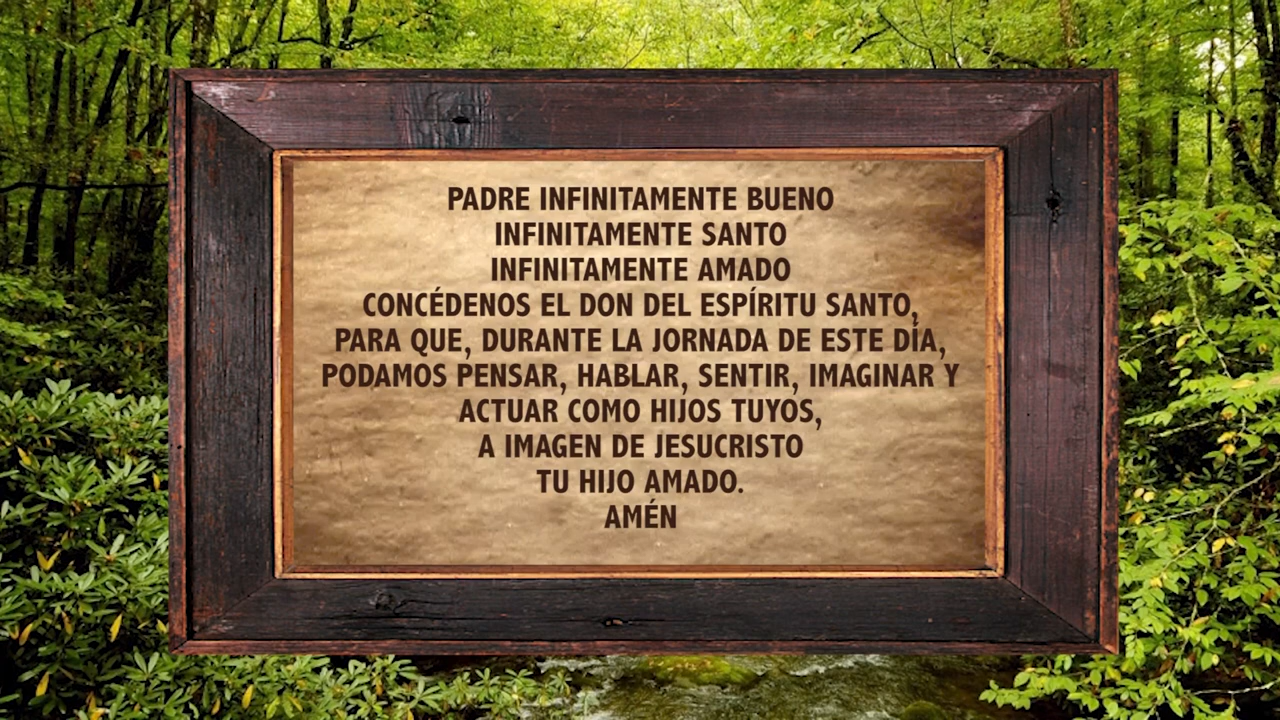 PADRE INFINITAMENTE BUENO
INFINITAMENTE SANTO
INFINITAMENTE AMADO
CONCÉDENOS EL DON DEL ESPÍRITU SANTO,
PARA QUE, DURANTE LA JORNADA DE ESTE DÍA,
PODAMOS PENSAR, HABLAR, SENTIR, IMAGINAR Y
ACTUAR COMO HIJOS TUYOS,
A IMAGEN DE JESUCRISTO
TU HIJO AMADO.
AMÉN